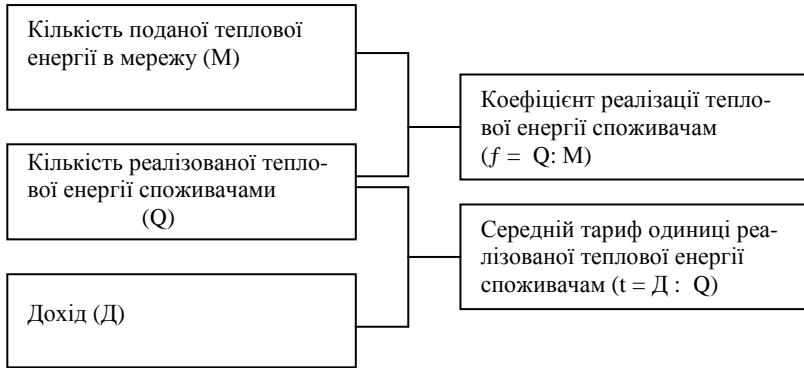 Кількість поданої теплової
енергії в мережу (М)
Кількість реалізованої тепло-
вої енергії споживачами
(Q)
Дохід (Д)
Коефіцієнт реалізації тепло-
вої енергії споживачам
(f = Q: M)
Середній тариф одиниці реа-
лізованої теплової енергії
споживачам (t = Д : Q)